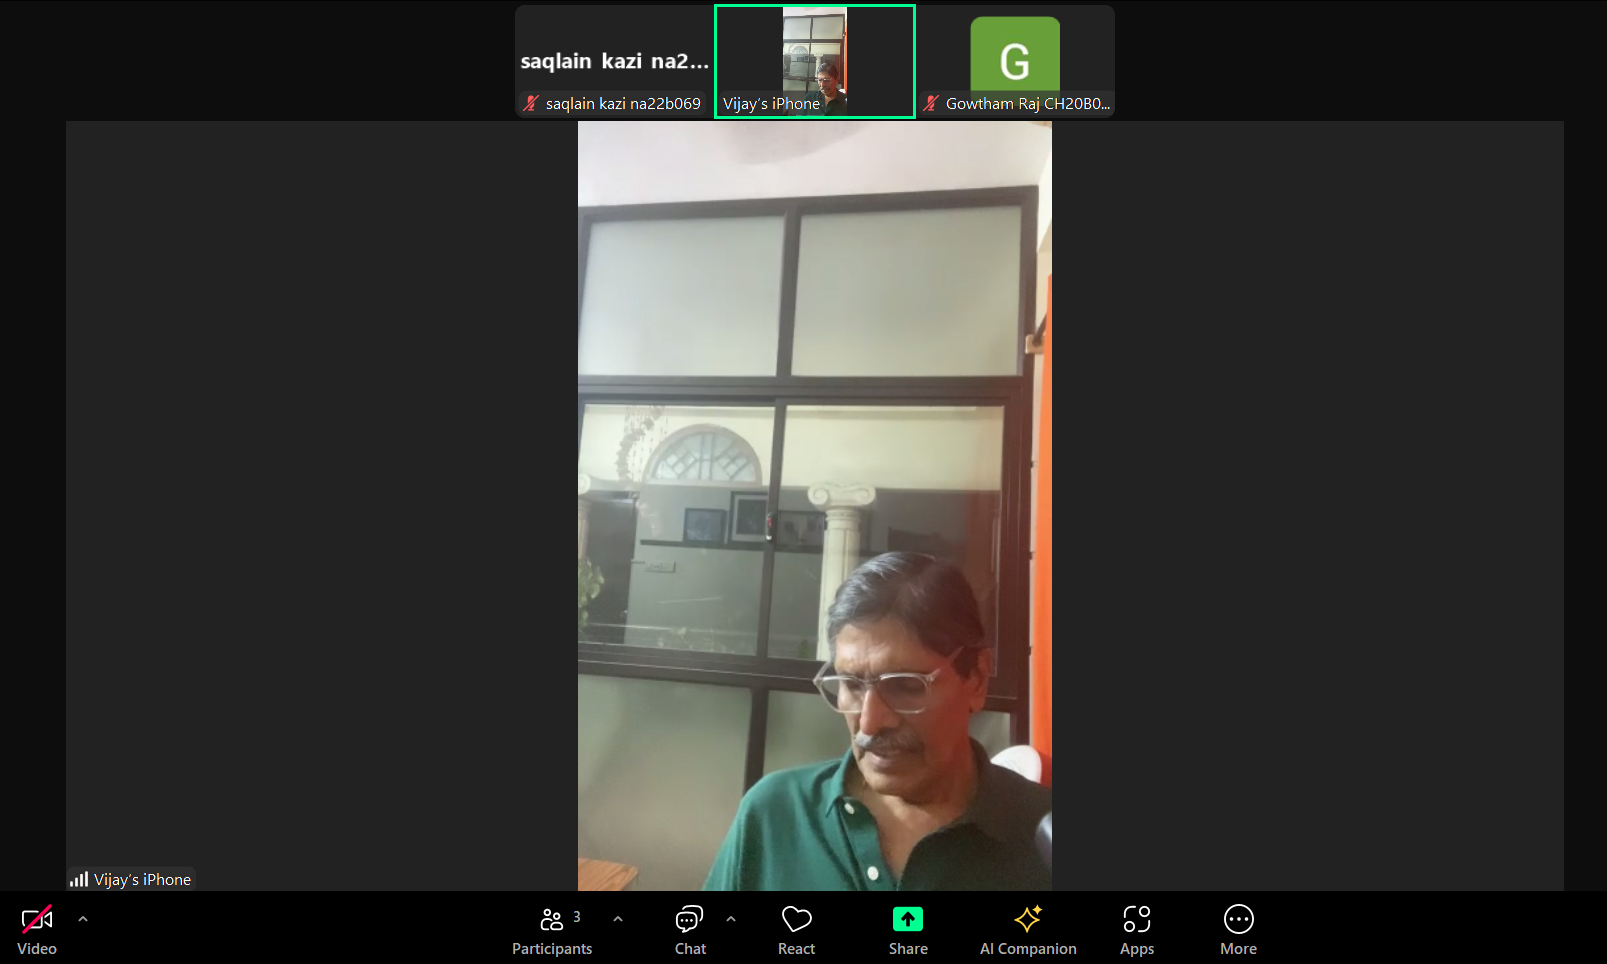 saqlain kazi na2...
saqlain kazi na22b069
Vijay's iPhone
G
Gowtham Raj CH20B0...
Vijay's iPhone
Video
Participants
3
Chat
React
Share
AI Companion
Apps
More